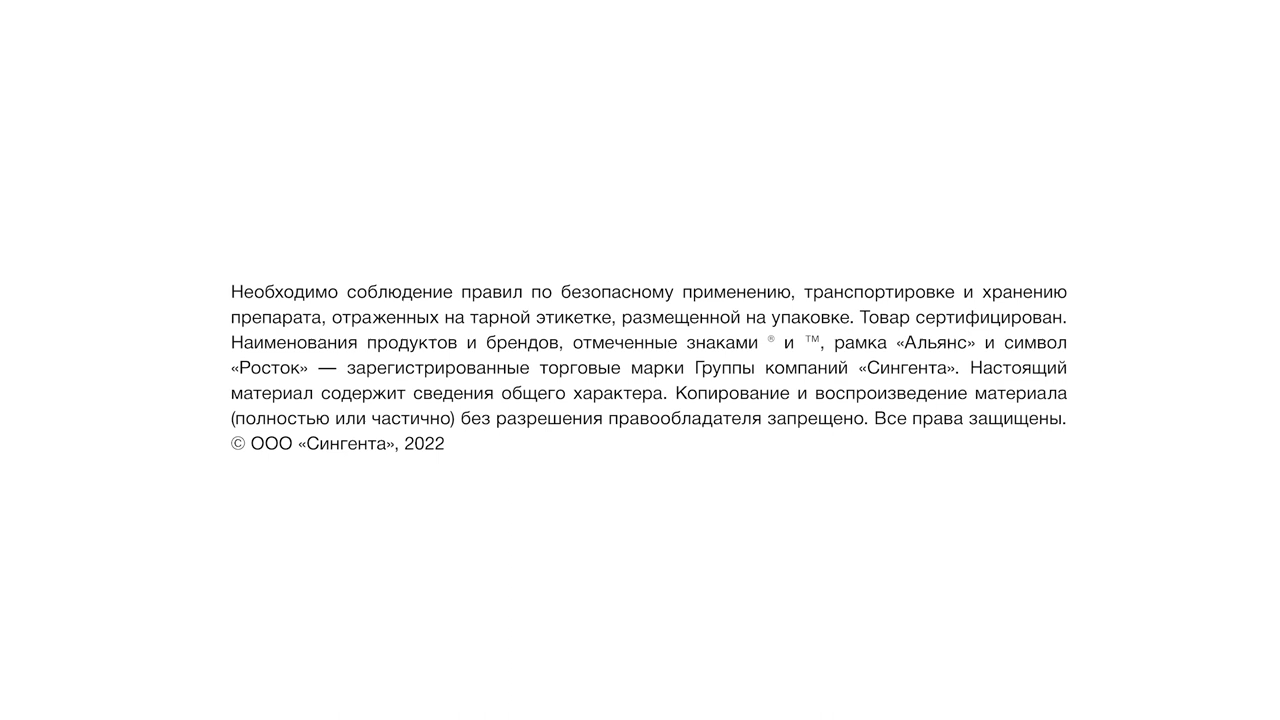 Необходимо соблюдение правил по безопасному применению, транспортировке и хранению
препарата, отраженных на тарной этикетке, размещенной на упаковке. Товар сертифицирован.
Наименования продуктов и брендов, отмеченные знаками ® и ™, рамка «Альянс» и символ
«Росток» — зарегистрированные торговые марки Группы компаний «Сингента». Настоящий
материал содержит сведения общего характера. Копирование и воспроизведение материала
(полностью или частично) без разрешения правообладателя запрещено. Все права защищены.
© ООО «Сингента», 2022